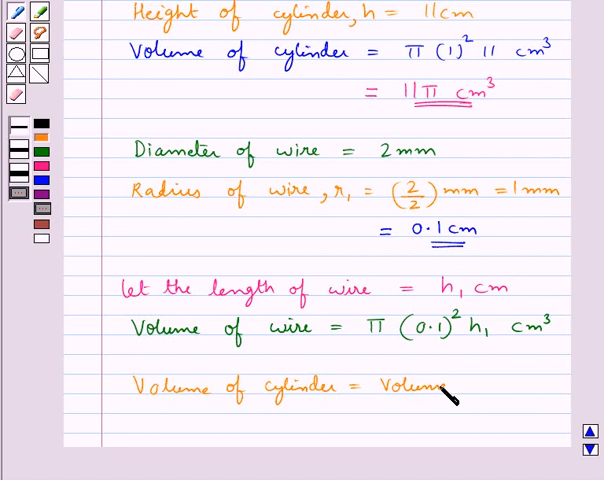 Height of cylinder, h = 11cm
Volume of cylinder = π (1)² 11 cm³
= 11π cm³
Diameter of wire = 2mm
Radius of wire, r₁ = (2/2) mm = 1mm
= 0.1cm
let the length of wire = h₁ cm
Volume of wire = π (0.1)² h₁ cm³
Volume of cylinder = Volume